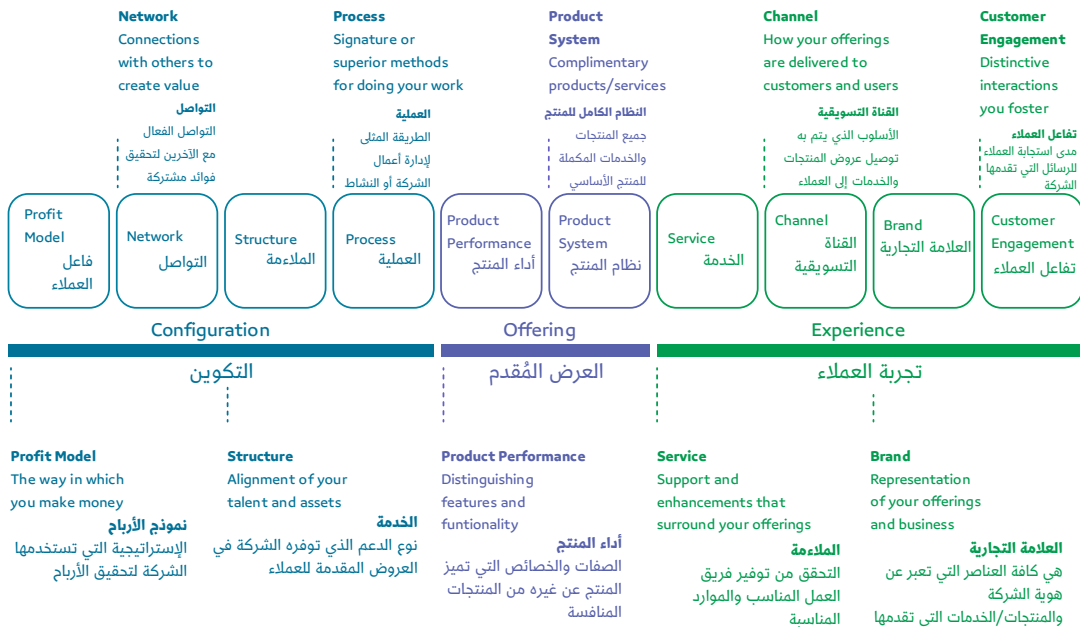 Network
Connections
with others to
create value
التواصل
التواصل الفعال
مع الآخرين لتحقيق
فوائد مشتركة
Process
Signature or
superior methods
for doing your work
العملية
الطريقة المثلى
لإدارة أعمال
الشركة أو النشاط
Product
System
Complimentary
products/services
النظام الكامل للمنتج
جميع المنتجات
والخدمات المكملة
للمنتج الأساسي
Channel
How your offerings
are delivered to
customers and users
القناة التسويقية
الأسلوب الذي يتم به
توصيل عروض المنتجات
والخدمات إلى العملاء
Customer
Engagement
Distinctive
interactions
you foster
تفاعل العملاء
مدى استجابة العملاء
للرسائل التي تقدمها
الشركة
Profit
Model
فاعل
العملاء
Network
التواصل
Structure
الملاءمة
Process
العملية
Product
Performance
أداء المنتج
Product
System
نظام المنتج
Service
الخدمة
Channel
القناة
التسويقية
Brand
العلامة التجارية
Customer
Engagement
تفاعل العملاء
Configuration
التكوين
Offering
العرض المُقدم
Experience
تجربة العملاء
Profit Model
The way in which
you make money
نموذج الأرباح
الإستراتيجية التي تستخدمها
الشركة لتحقيق الأرباح
Structure
Alignment of your
talent and assets
الخدمة
نوع الدعم الذي توفره الشركة في
العروض المقدمة للعملاء
Product Performance
Distinguishing
features and
funtionality
أداء المنتج
الصفات والخصائص التي تميز
المنتج عن غيره من المنتجات
المنافسة
Service
Support and
enhancements that
surround your offerings
الملاءمة
التحقق من توفير فريق
العمل المناسب والموارد
المناسبة
Brand
Representation
of your offerings
and business
العلامة التجارية
هي كافة العناصر التي تعبر عن
هوية الشركة
والمنتجات/الخدمات التي تقدمها